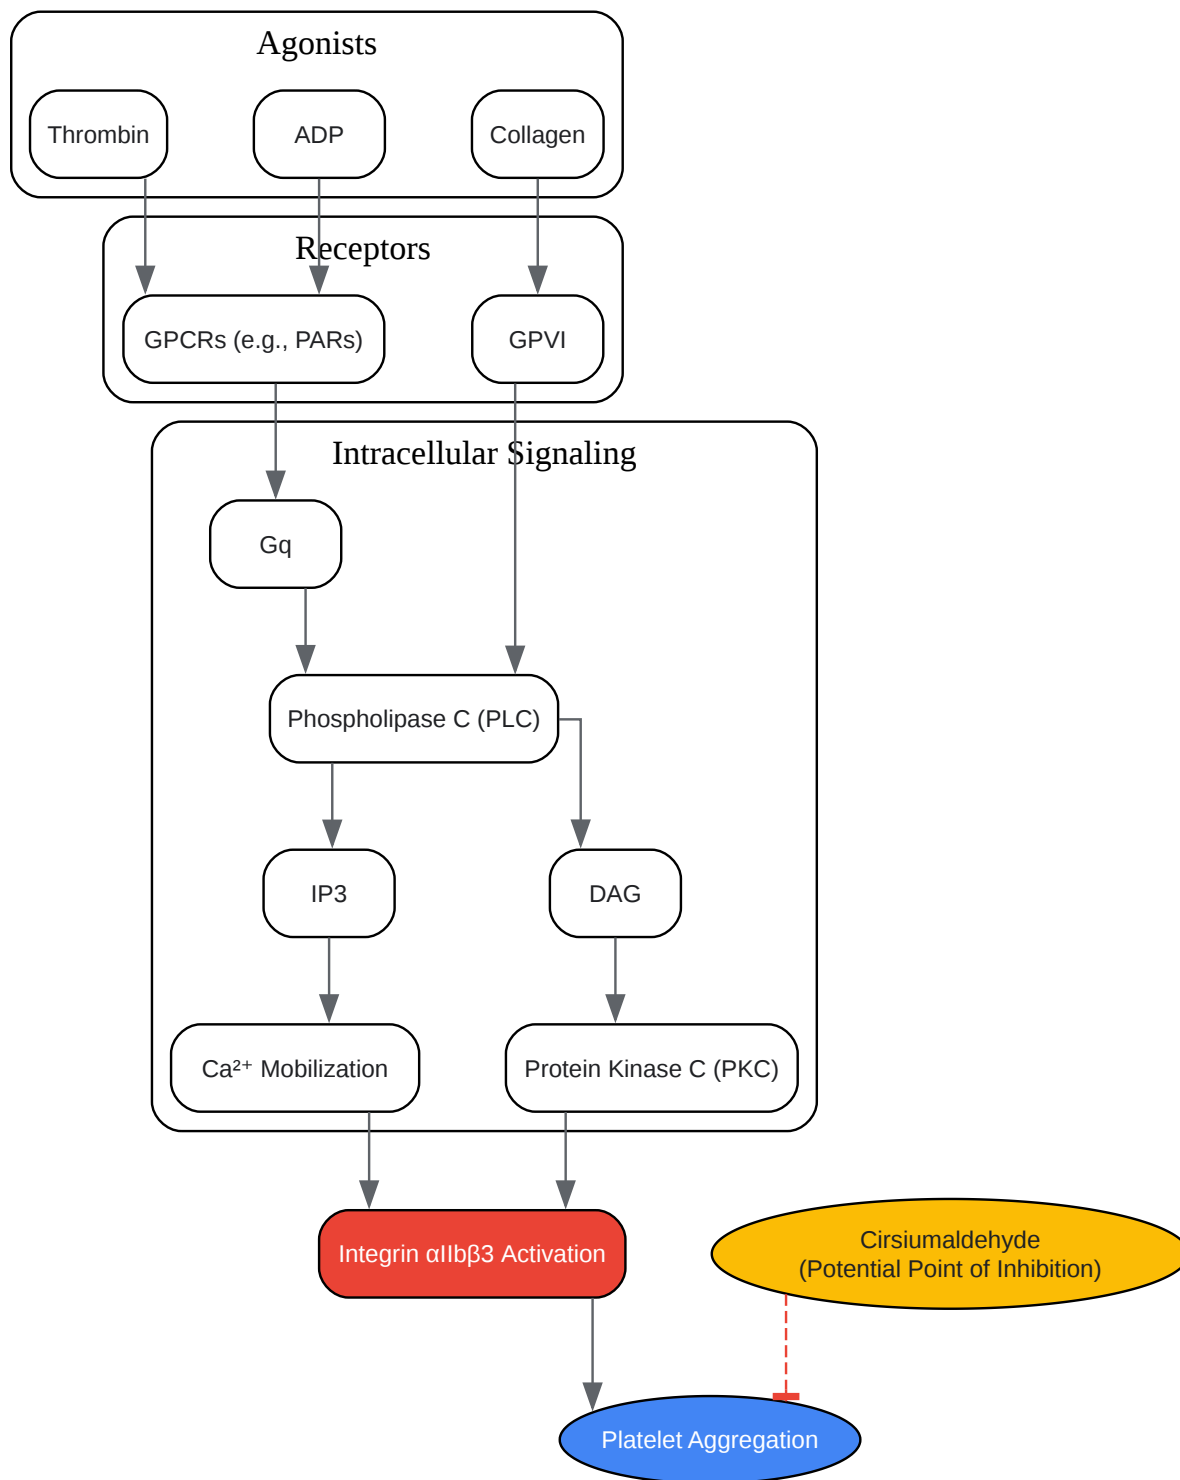 Agonists
Thrombin
ADP
Collagen
Receptors
GPCRs (e.g., PARs)
GPVI
Intracellular Signaling
Gq
Phospholipase C (PLC)
IP3
DAG
Ca²⁺ Mobilization
Protein Kinase C (PKC)
Integrin αIIbβ3 Activation
Cirsiumaldehyde
(Potential Point of Inhibition)
Platelet Aggregation